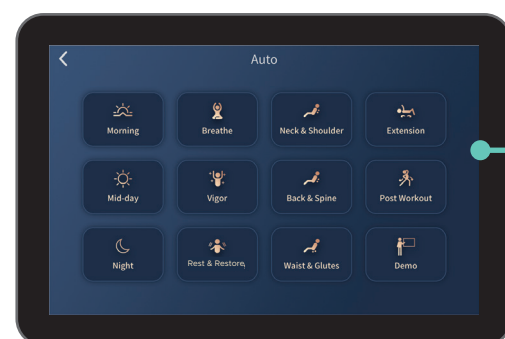 Auto
Morning Breathe Neck & Shoulder Extension
Mid-day Vigor Back & Spine Post Workout
Night Rest & Restore, Waist & Glutes Demo